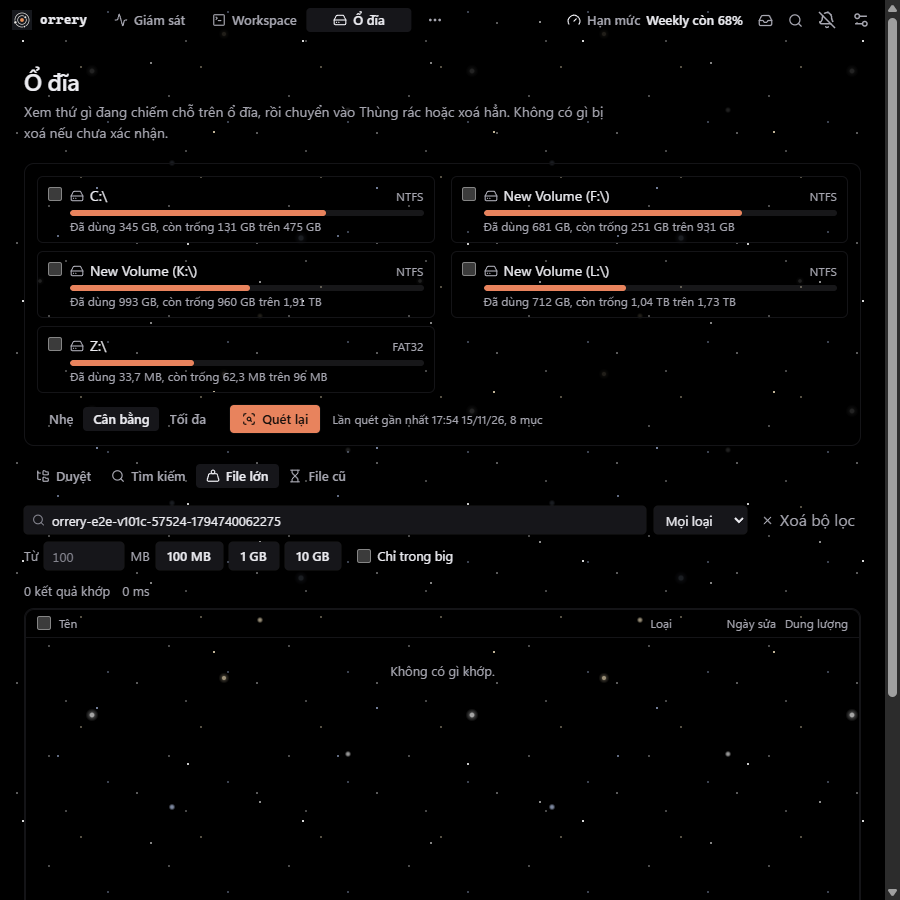 orrery Giám sát Workspace Ổ đĩa ... Hạn mức Weekly còn 68%
Ổ đĩa
Xem thứ gì đang chiếm chỗ trên ổ đĩa, rồi chuyển vào Thùng rác hoặc xoá hẳn. Không có gì bị
xoá nếu chưa xác nhận.
C:\ NTFS
Đã dùng 345 GB, còn trống 131 GB trên 475 GB
New Volume (F:\) NTFS
Đã dùng 681 GB, còn trống 251 GB trên 931 GB
New Volume (K:\) NTFS
Đã dùng 993 GB, còn trống 960 GB trên 1,91 TB
New Volume (L:\) NTFS
Đã dùng 712 GB, còn trống 1,04 TB trên 1,73 TB
Z:\ FAT32
Đã dùng 33,7 MB, còn trống 62,3 MB trên 96 MB
Nhẹ Cân bằng Tối đa Quét lại Lần quét gần nhất 17:54 15/11/26, 8 mục
Duyệt Tìm kiếm File lớn File cũ
orrery-e2e-v101c-57524-1794740062275 Mọi loại × Xoá bộ lọc
Từ 100 MB 100 MB 1 GB 10 GB Chỉ trong big
0 kết quả khớp 0 ms
Tên Loại Ngày sửa Dung lượng
Không có gì khớp.